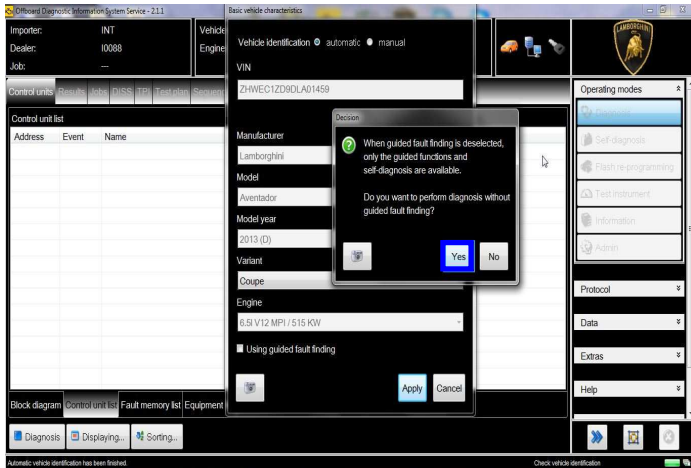 Offboard Diagnostic Information System Service - 2.1.1
Importer: INT
Dealer: I0088
Job: ---
Vehicle
Engine
LAMBORGHINI
Control units Results Jobs DISS TPI Test plan Sequence
Control unit list
Address Event Name
Basic vehicle characteristics
Vehicle identification automatic manual
VIN
ZHWEC1ZD9DLA01459
Manufacturer
Lamborghini
Model
Aventador
Model year
2013 (D)
Variant
Coupe
Engine
6.5l V12 MPI / 515 KW
Using guided fault finding
Apply Cancel
Decision
When guided fault finding is deselected,
only the guided functions and
self-diagnosis are available.
Do you want to perform diagnosis without
guided fault finding?
Yes No
Operating modes
Diagnosis
Self-diagnosis
Flash re-programming
Test instrument
Information
Admin
Protocol
Data
Extras
Help
Block diagram Control unit list Fault memory list Equipment
Diagnosis Displaying... Sorting...
Automatic vehicle identification has been finished. Check vehicle identification